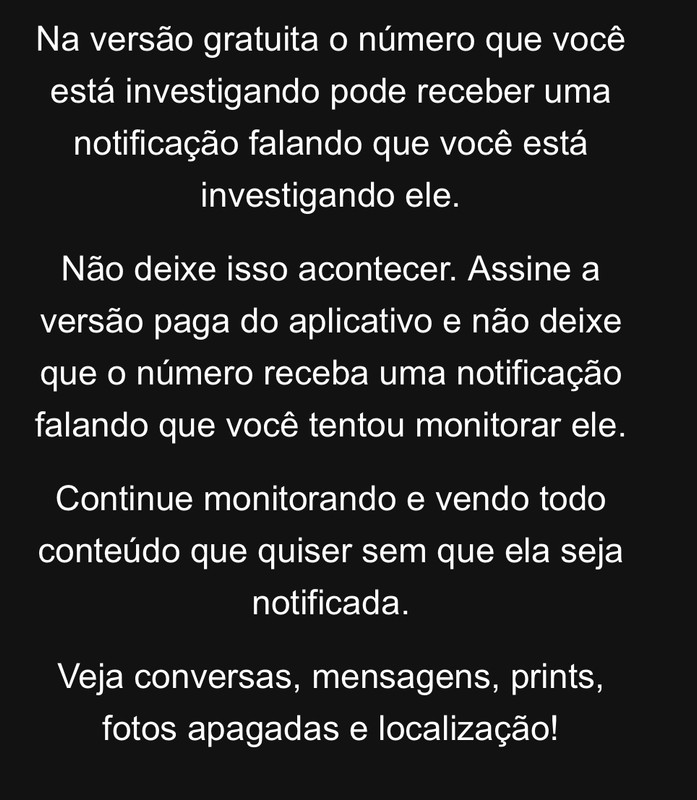 Na versão gratuita o número que você
está investigando pode receber uma
notificação falando que você está
investigando ele.
Não deixe isso acontecer. Assine a
versão paga do aplicativo e não deixe
que o número receba uma notificação
falando que você tentou monitorar ele.
Continue monitorando e vendo todo
conteúdo que quiser sem que ela seja
notificada.
Veja conversas, mensagens, prints,
fotos apagadas e localização!